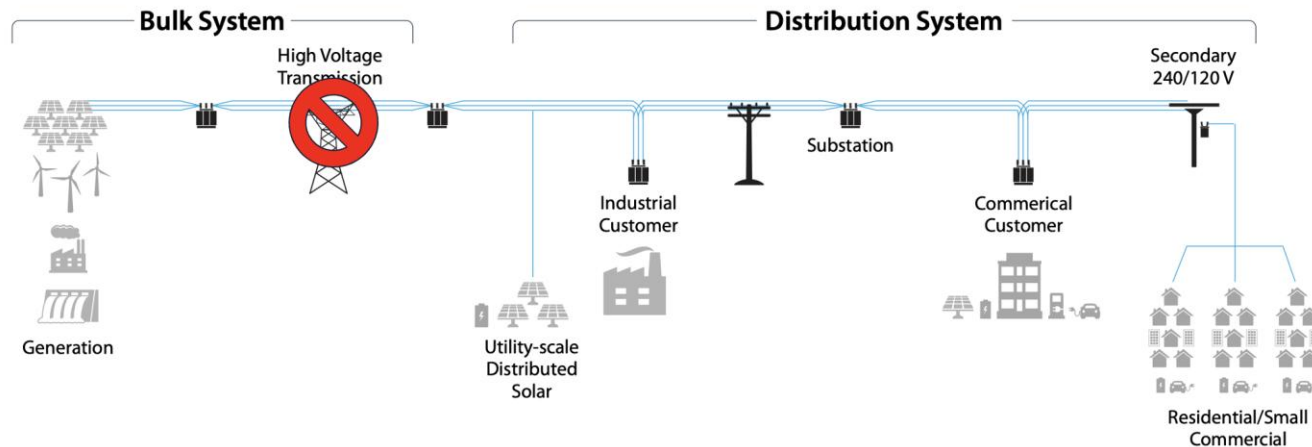 Bulk System
Distribution System
High Voltage
Transmission
Secondary
240/120 V
Substation
Industrial
Customer
Commerical
Customer
Generation
Utility-scale
Distributed
Solar
Residential/Small
Commercial